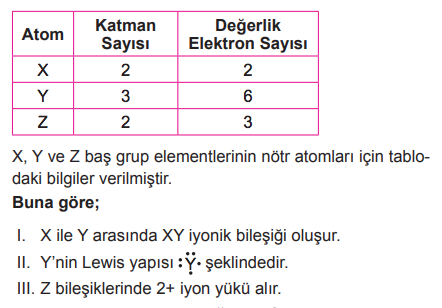 Atom Katman Sayısı Değerlik Elektron Sayısı
X 2 2
Y 3 6
Z 2 3
X, Y ve Z baş grup elementlerinin nötr atomları için tablo-
daki bilgiler verilmiştir.
Buna göre;
I. X ile Y arasında XY iyonik bileşiği oluşur.
II. Y'nin Lewis yapısı :Ÿ· şeklindedir.
III. Z bileşiklerinde 2+ iyon yükü alır.